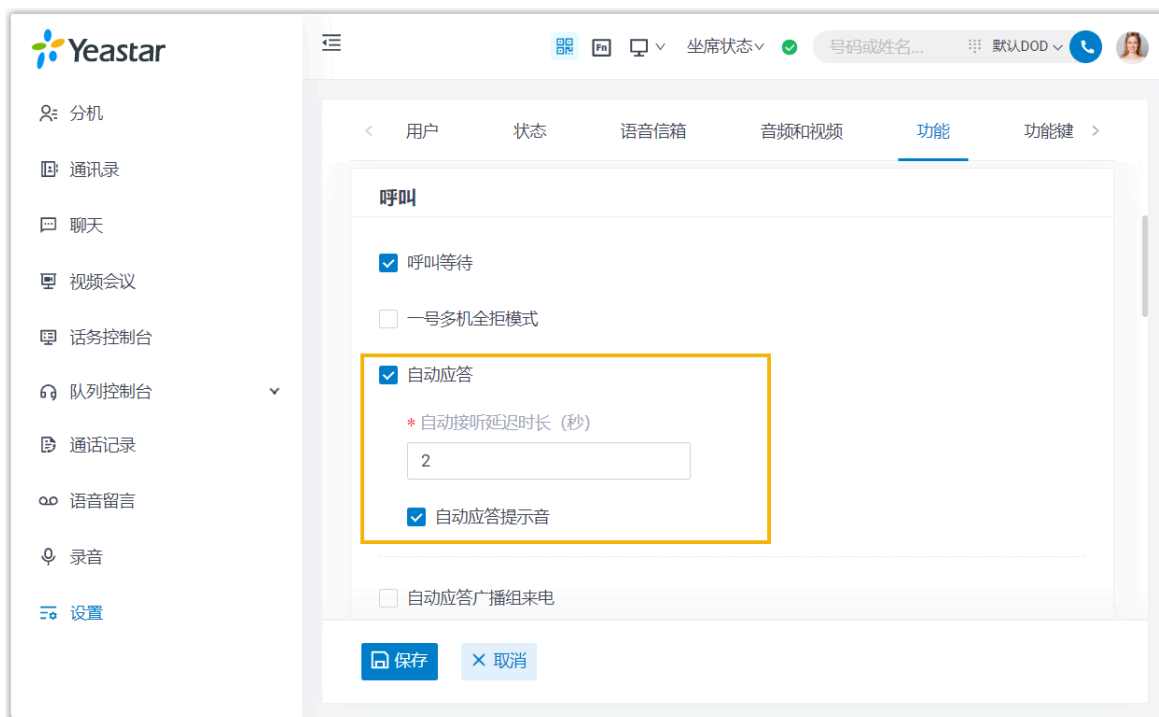 Yeastar
Fn
坐席状态
号码或姓名...
默认DOD
分机
通讯录
聊天
视频会议
话务控制台
队列控制台
通话记录
语音留言
录音
设置
用户 状态 语音信箱 音频和视频 功能 功能键
呼叫
呼叫等待
一号多机全拒模式
自动应答
* 自动接听延迟时长（秒）
2
自动应答提示音
自动应答广播组来电
保存 取消